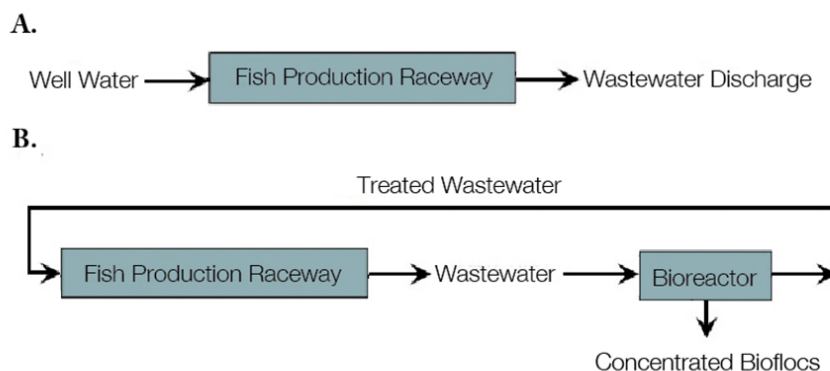 A.
Well Water
Fish Production Raceway
Wastewater Discharge
B.
Treated Wastewater
Fish Production Raceway
Wastewater
Bioreactor
Concentrated Bioflocs